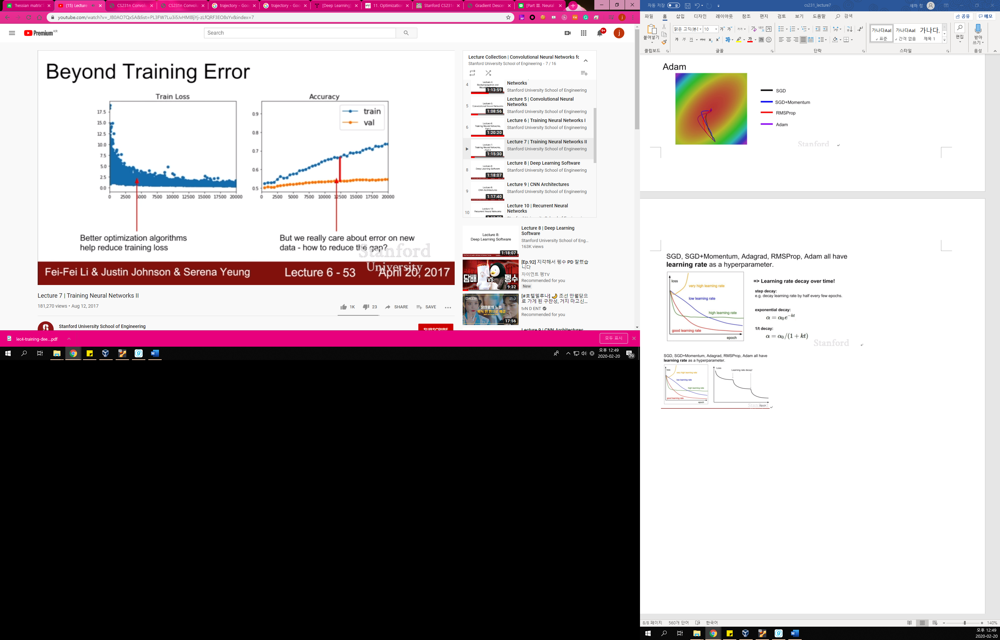 'hessian matrix'
(15) Lecture
CS231n Convolu
CS231n Convolu
trajectory - Goo
trajectory - Goo
[Deep Learning]
11. Optimization
Stanford CS231n
Gradient Descen
[Part Ⅲ. Neural
youtube.com/watch?v=_JB0AO7QxSA&list=PL3FW7Lu3i5JvHM8ljYj-zLfQRF3EO8sYv&index=7
Premium KR
Search
9+
j
Beyond Training Error
Train Loss
17.5
15.0
12.5
10.0
7.5
5.0
2.5
0.0
0 2500 5000 7500 10000 12500 15000 17500 20000
Accuracy
train
val
0.9
0.8
0.7
0.6
0.5
0 2500 5000 7500 10000 12500 15000 17500 20000
Better optimization algorithms
help reduce training loss
But we really care about error on new
data - how to reduce the gap?
Stanford
University
Fei-Fei Li & Justin Johnson & Serena Yeung
Lecture 6 - 53
April 20, 2017
Lecture 7 | Training Neural Networks II
181,270 views • Aug 12, 2017
1K
23
SHARE
SAVE
Stanford University School of Engineering
SUBSCRIBE
Lecture Collection | Convolutional Neural Networks fo
Stanford University School of Engineering - 7 / 16
4
1:13:59
Networks
Stanford University School of Engineering
5
1:08:56
Lecture 5 | Convolutional Neural
Networks
Stanford University School of Engineering
6
1:20:20
Lecture 6 | Training Neural Networks I
Stanford University School of Engineering
1:15:30
Lecture 7 | Training Neural Networks II
Stanford University School of Engineering
8
1:18:07
Lecture 8 | Deep Learning Software
Stanford University School of Engineering
9
1:17:40
Lecture 9 | CNN Architectures
Stanford University School of Engineering
10
Lecture 10 | Recurrent Neural
Networks
Lecture 8:
Deep Learning Software
1:18:07
Lecture 8 | Deep Learning
Software
Stanford University School of Eng...
163K views
담배 VS 펭수
9:32
[Ep.92] 지각해서 펭수 PD 잘렸습
니다
자이언트 펭TV
Recommended for you
New
장만월의 노름
17:56
[#호텔델루나] 🌙 조선 만월당으
로 가게 된 구찬성, 거지 마고신...
tvN D ENT
Recommended for you
Lecture 9 | CNN Architectures
lec4-training-dee....pdf
모두 표시
오후 12:49
2020-02-20
20
자동 저장
cs231_lecture7
새하 정
파일 홈 삽입 디자인 레이아웃 참조 편지 검토 보기 도움말 검색
공유 메모
붙여넣기
클립보드
맑은 고딕(본
10
글꼴
단락
가나다AaB
표준
가나다AaB
간격 없음
가나다.
제목 1
스타일
편집
받아
쓰기
음성
Adam
SGD
SGD+Momentum
RMSProp
Adam
Stanford
SGD, SGD+Momentum, Adagrad, RMSProp, Adam all have
learning rate as a hyperparameter.
loss
very high learning rate
low learning rate
high learning rate
good learning rate
epoch
=> Learning rate decay over time!
step decay:
e.g. decay learning rate by half every few epochs.
exponential decay:
α = α₀e^{−kt}
1/t decay:
α = α₀/(1 + kt)
Stanford
SGD, SGD+Momentum, Adagrad, RMSProp, Adam all have
learning rate as a hyperparameter.
loss
very high learning rate
low learning rate
high learning rate
good learning rate
epoch
Loss
Learning rate decay!
Epoch
8/8 페이지 560개 단어 한국어
140%
오후 12:49
2020-02-20